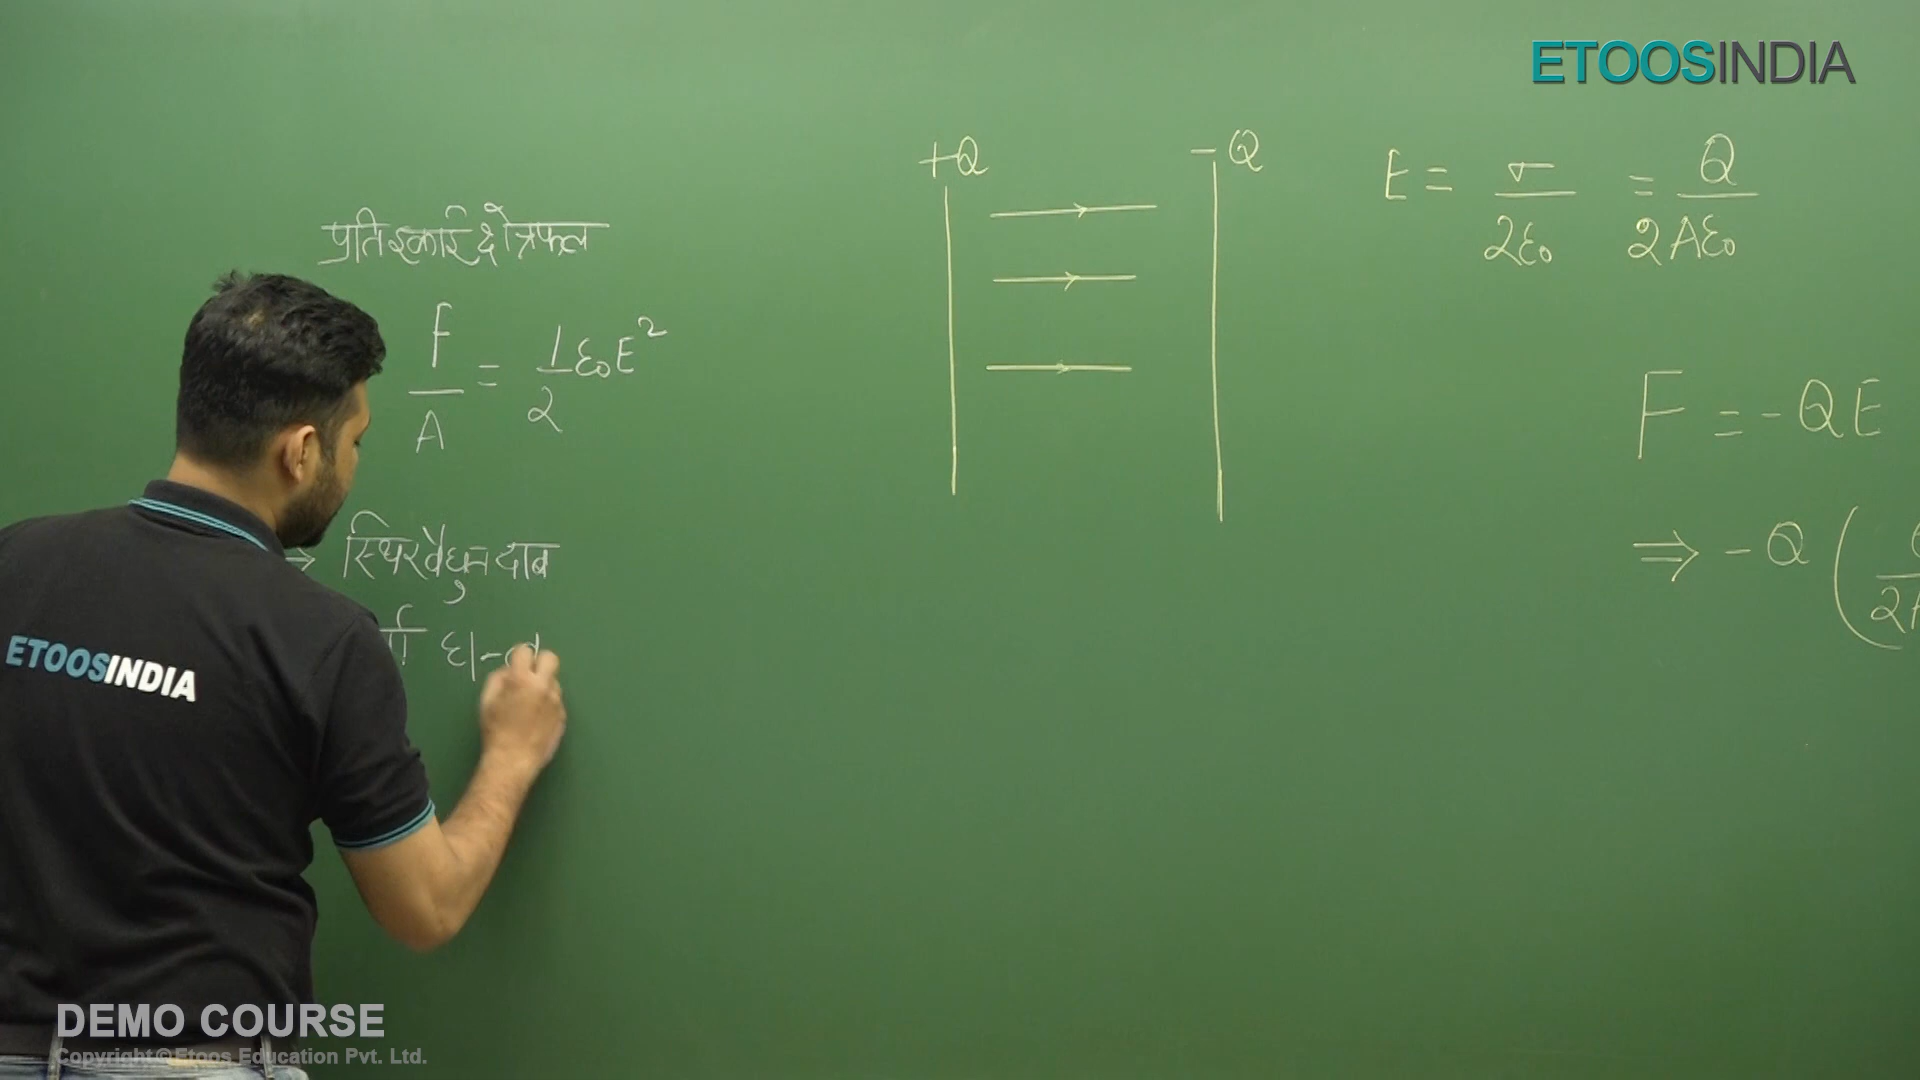 ETOOSINDIA
प्रति इकाई क्षेत्रफल
F/A = 1/2 ε₀E²
⇒ स्थिर वैद्युत दाब
+Q
-Q
E = σ/2ε₀ = Q/2Aε₀
F = -QE
⇒ -Q (
ETOOSINDIA
DEMO COURSE
Copyright © Etoos Education Pvt. Ltd.